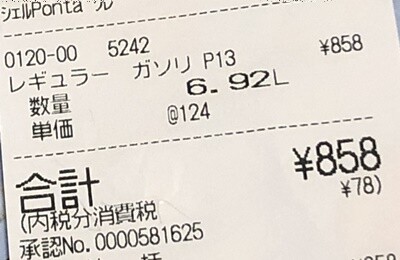 シェルPonta
0120-00 5242 ¥858
レギュラー ガソリ P13
数量 6.92L
単価 @124
合計 ¥858
(内税分消費税 ¥78)
承認No.0000581625